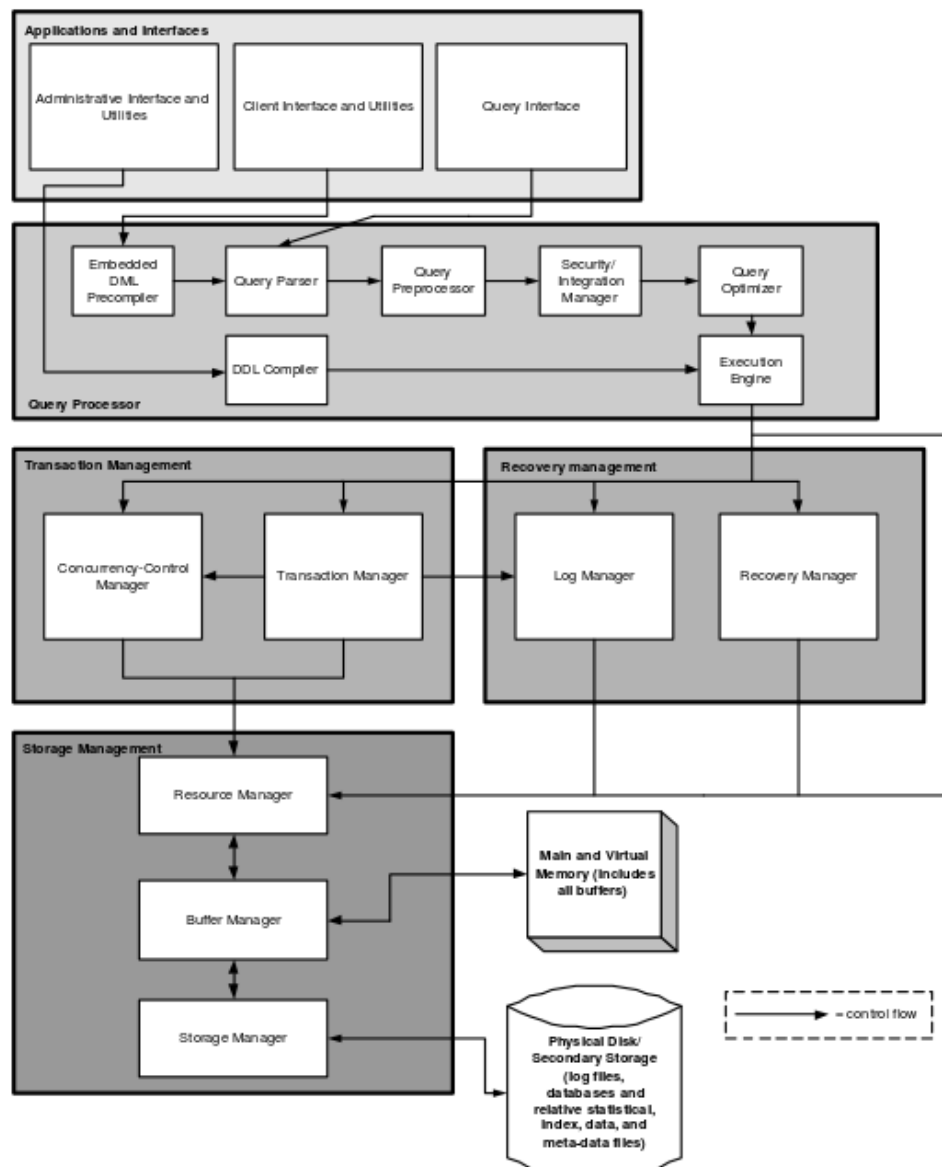 Applications and Interfaces
Administrative Interface and
Utilities
Client Interface and Utilities
Query Interface
Embedded
DML
Precompiler
Query Parser
Query
Preprocessor
Security/
Integration
Manager
Query
Optimizer
DDL Compiler
Execution
Engine
Query Processor
Transaction Management
Concurrency-Control
Manager
Transaction Manager
Recovery management
Log Manager
Recovery Manager
Storage Management
Resource Manager
Buffer Manager
Storage Manager
Main and Virtual
Memory (includes
all buffers)
Physical Disk/
Secondary Storage
(log files,
databases and
relative statistical,
index, data, and
meta-data files)
= control flow